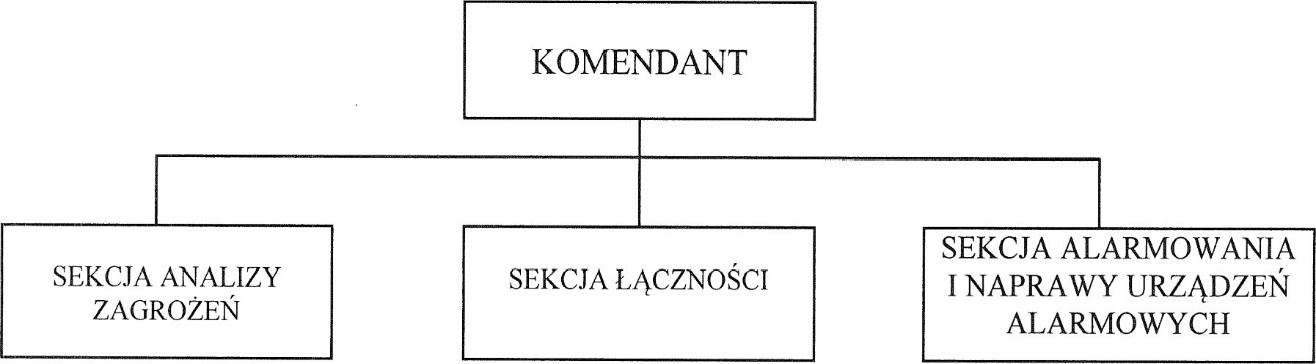 KOMENDANT
SEKCJA ANALIZY
ZAGROŻEŃ
SEKCJA ŁĄCZNOŚCI
SEKCJA ALARMOWANIA
I NAPRAWY URZĄDZEŃ
ALARMOWYCH